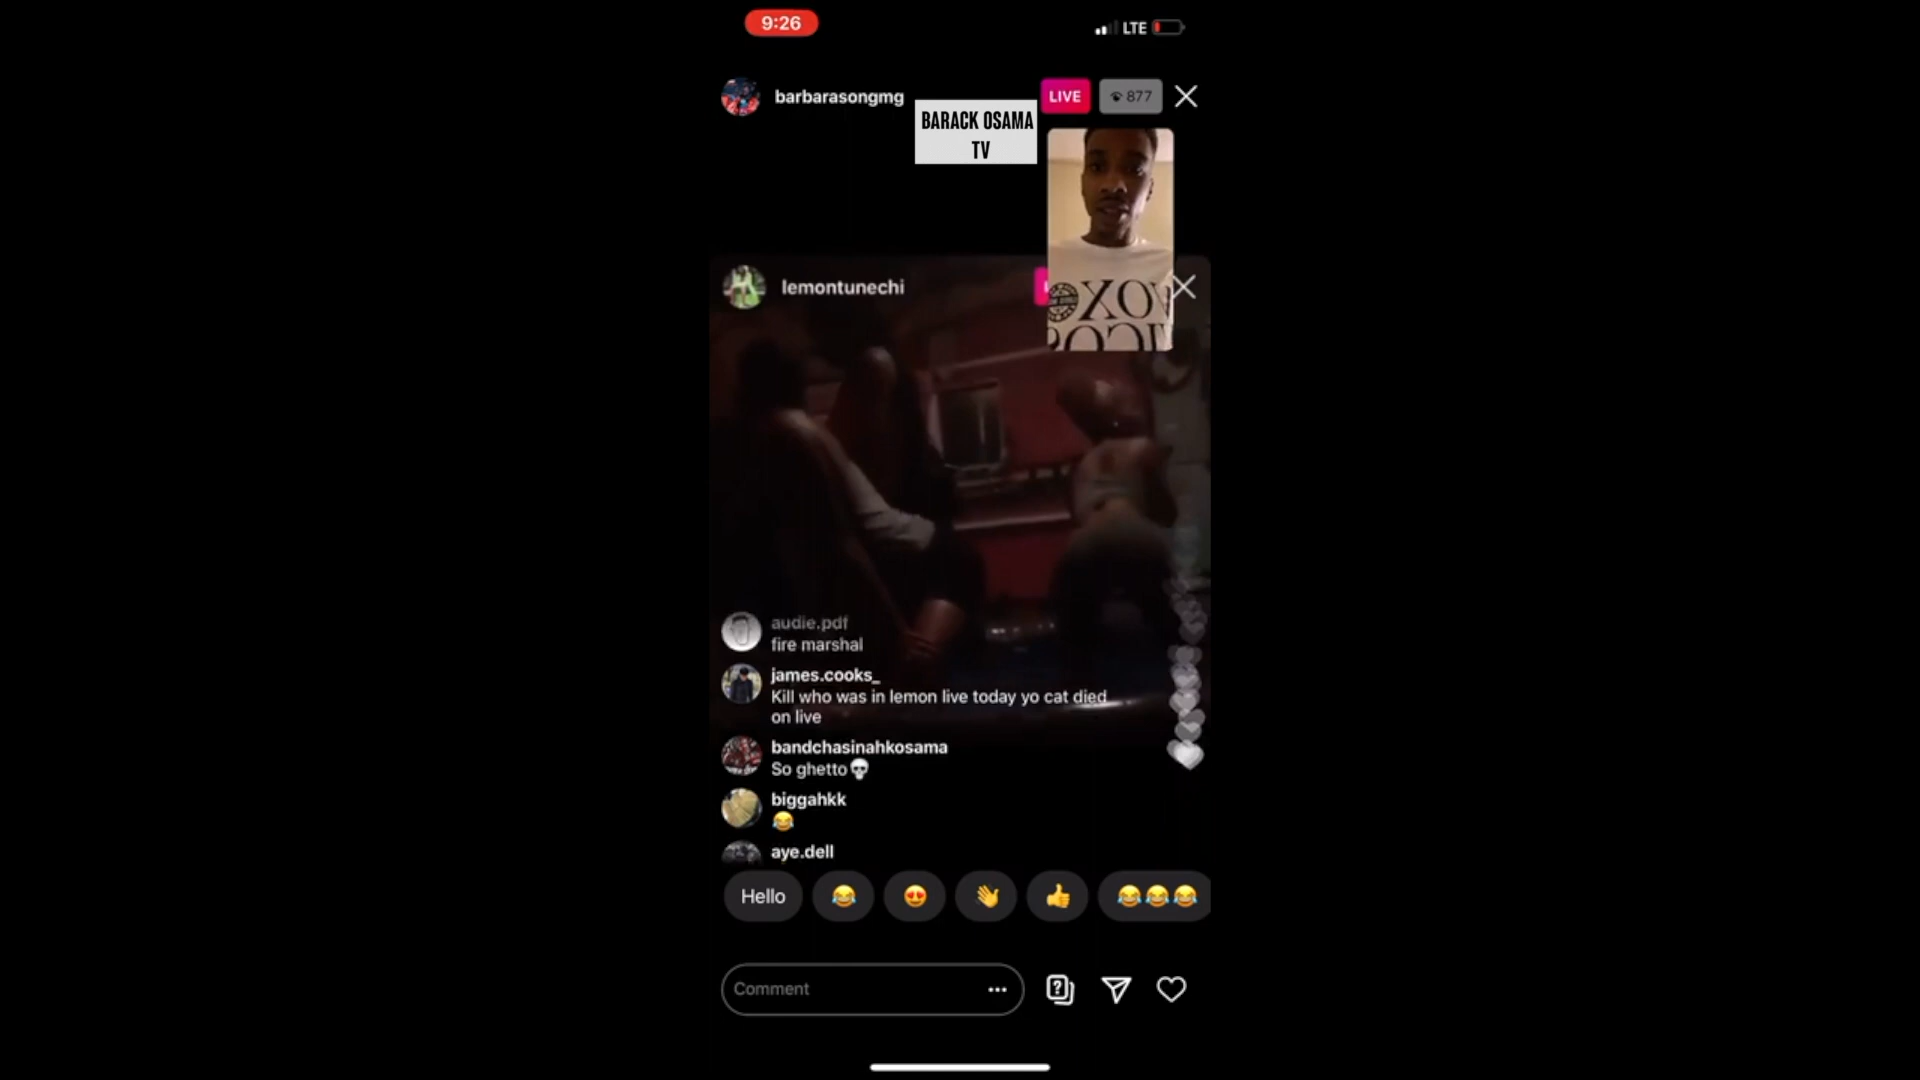 9:26
LTE
barbarasongmg
LIVE
877
BARACK OSAMA
TV
lemontunechi
audie.pdf
fire marshal
james.cooks_
Kill who was in lemon live today yo cat died
on live
bandchasinahkosama
So ghetto💀
biggahkk
😂
aye.dell
Hello
😂
😍
👋
👍
😂😂😂
Comment